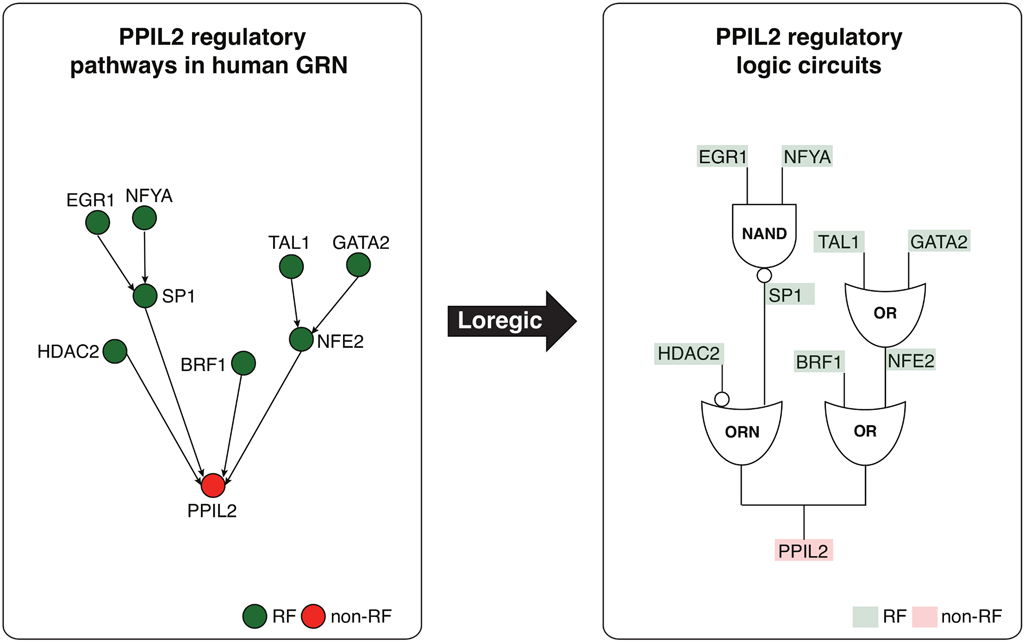 PPIL2 regulatory
pathways in human GRN
EGR1 NFYA
TAL1 GATA2
SP1
HDAC2
BRF1
NFE2
PPIL2
RF non-RF
Loregic
PPIL2 regulatory
logic circuits
EGR1 NFYA
NAND
TAL1 GATA2
SP1
OR
HDAC2
BRF1 NFE2
ORN OR
PPIL2
RF non-RF